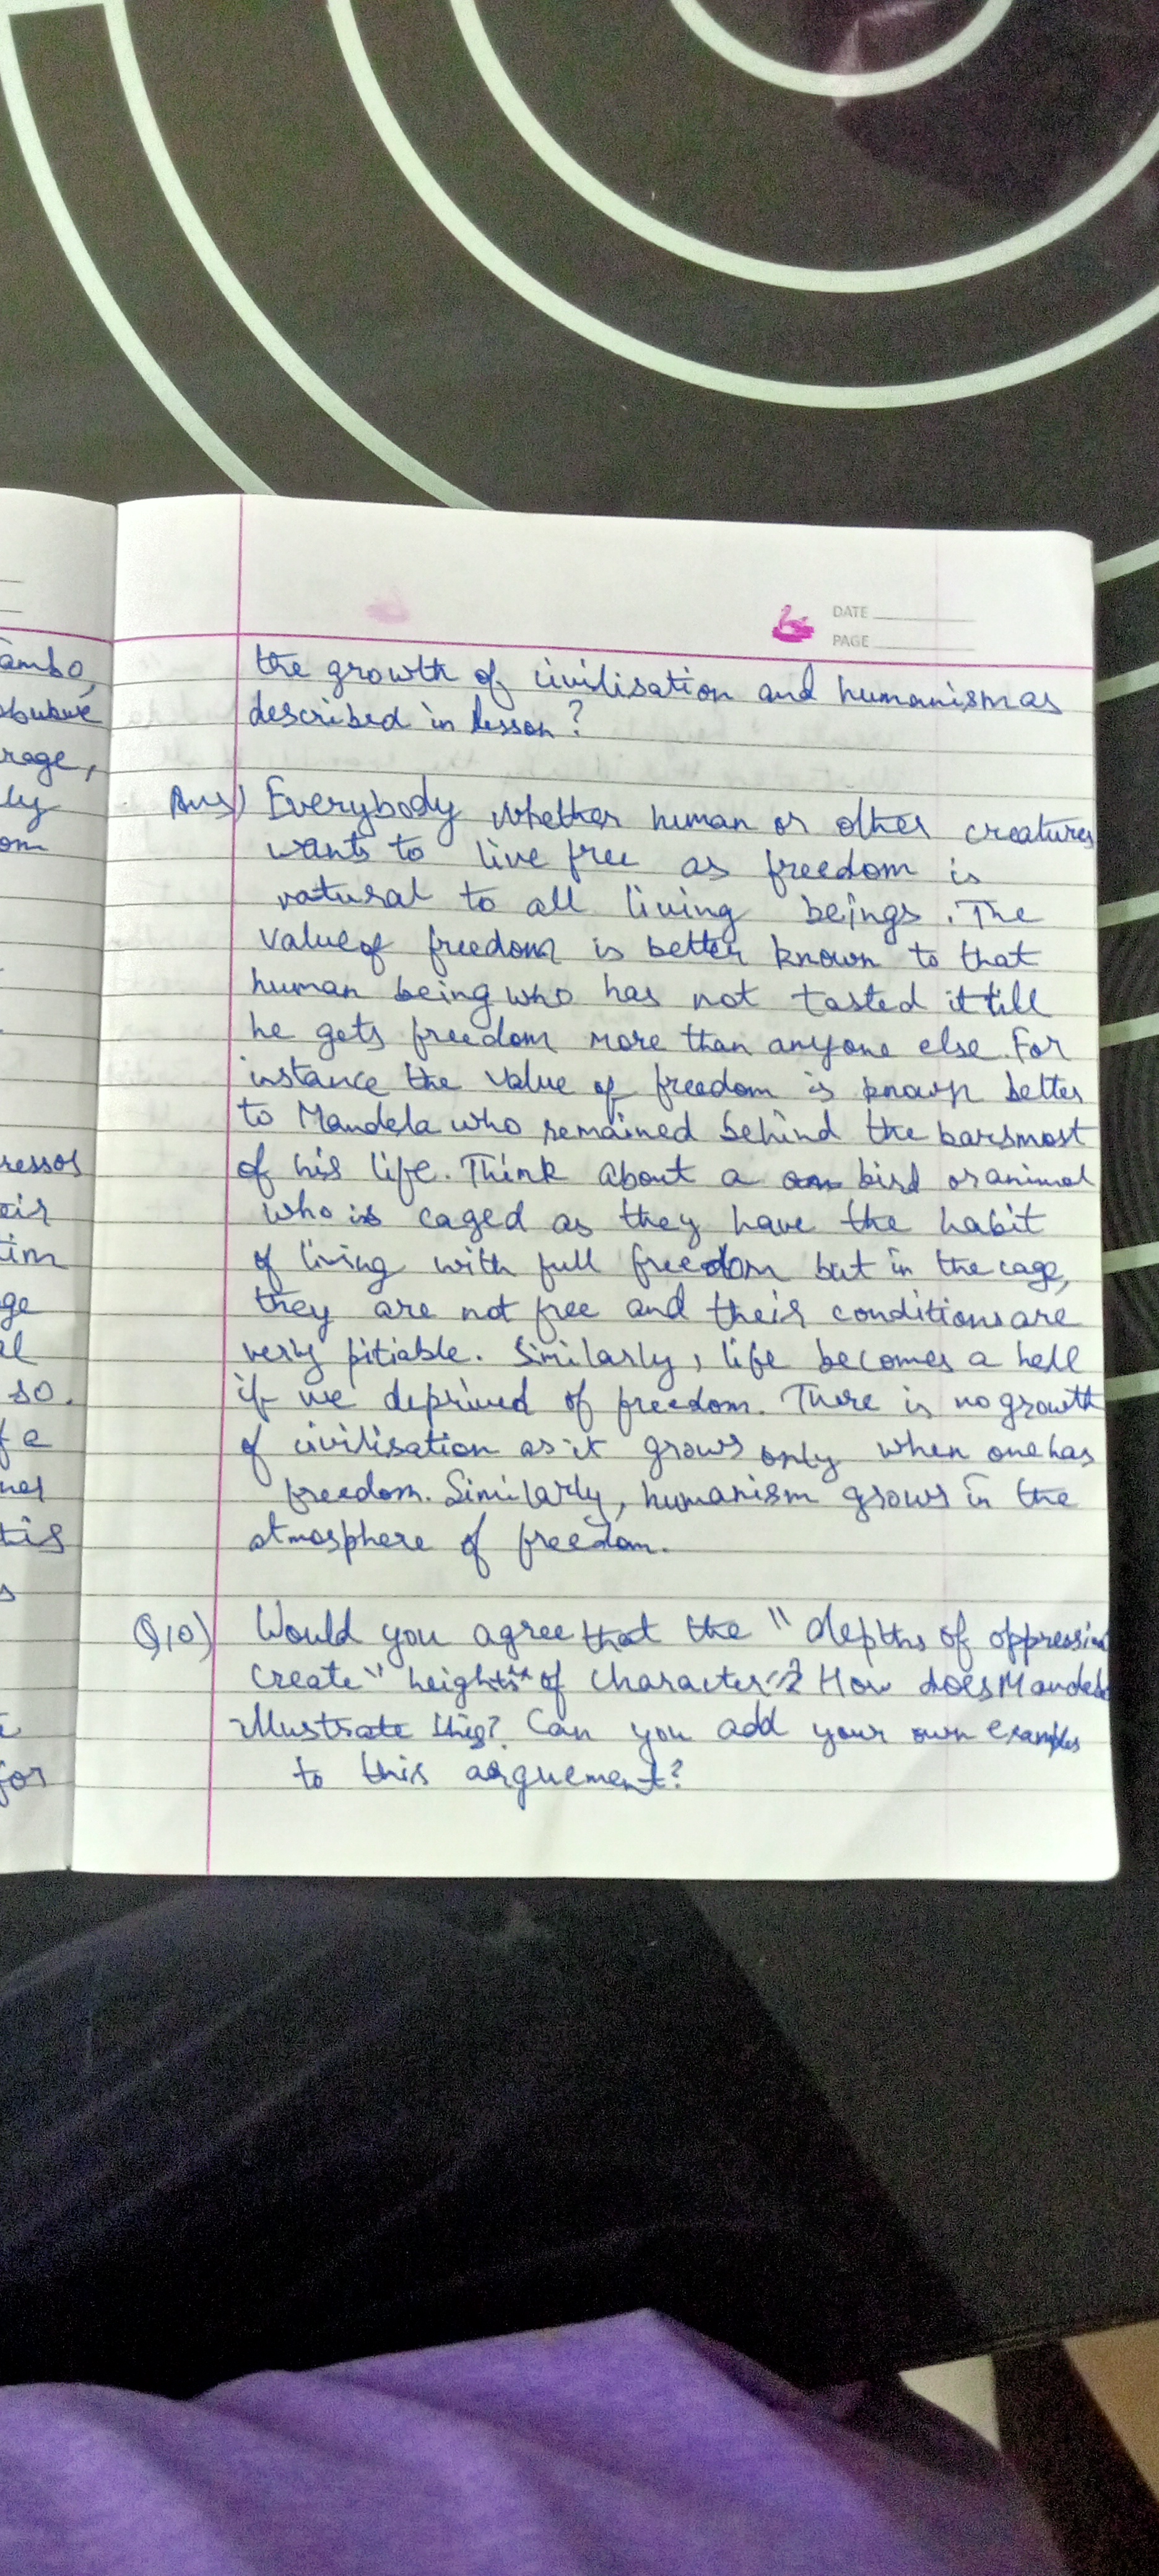 DATE
PAGE
the growth of civilisation and humanism as
described in lesson?
Ans) Everybody whether human or other creatures
wants to live free as freedom is
natural to all living beings. The
value of freedom is better known to that
human being who has not tasted it till
he gets freedom more than anyone else. For
instance the value of freedom is known better
to Mandela who remained behind the bars most
of his life. Think about a bird or animal
who is caged as they have the habit
of living with full freedom but in the cage,
they are not free and their conditions are
very pitiable. Similarly, life becomes a hell
if we deprived of freedom. There is no growth
of civilisation as it grows only when one has
freedom. Similarly, humanism grows in the
atmosphere of freedom.
Q10) Would you agree that the "depths of oppression
create" heights" of character"? How does Mandela
illustrate this? Can you add your own examples
to this arguement?
ambo,
rage,
ly
om
ressor
eir
im
ge
al
so.
f a
ner
tis
s
for